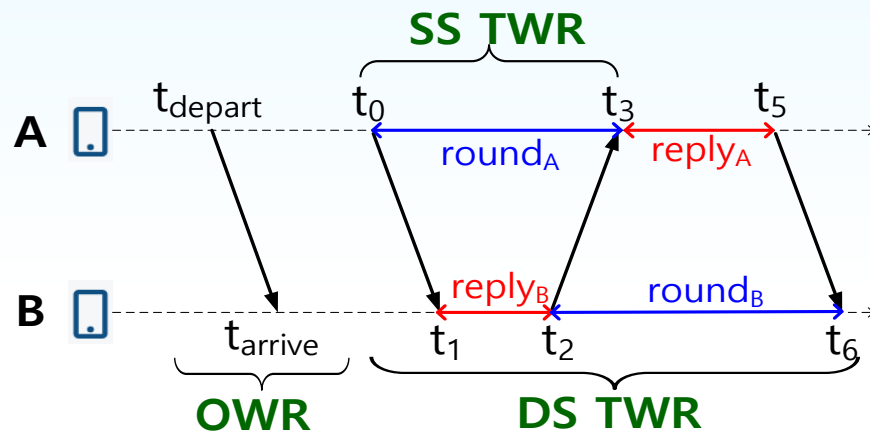 SS TWR
t_depart t_0 t_3 t_5
A
round_A reply_A
reply_B round_B
B
t_arrive t_1 t_2 t_6
OWR DS TWR